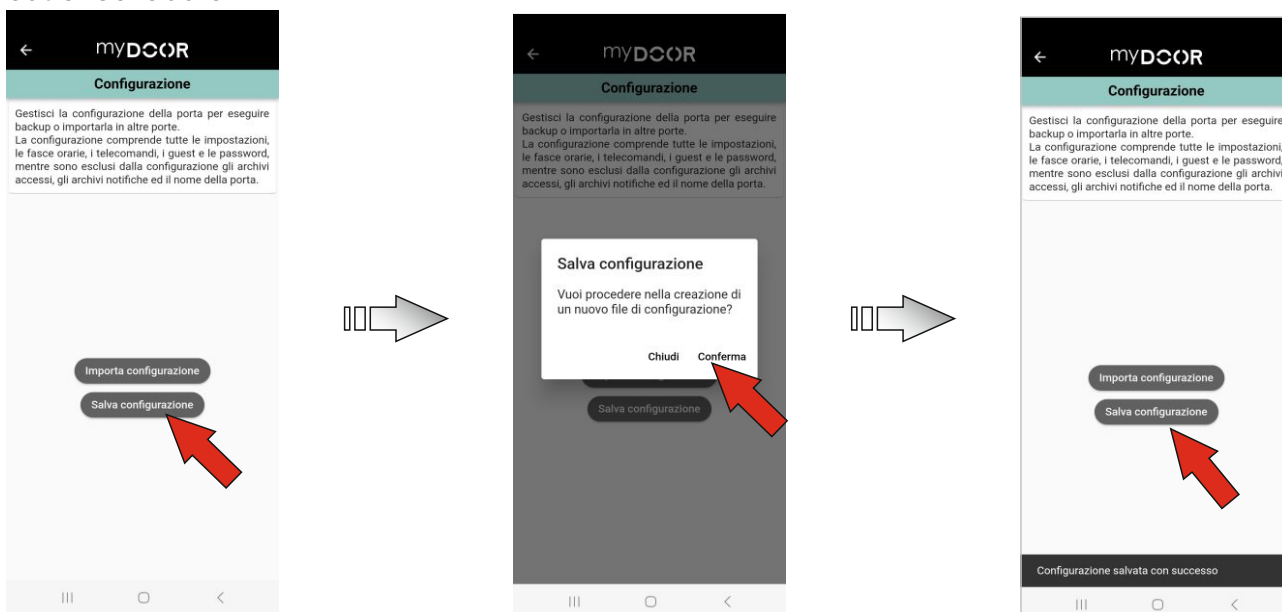 myDOOR
Configurazione
Gestisci la configurazione della porta per eseguire
backup o importarla in altre porte.
La configurazione comprende tutte le impostazioni,
le fasce orarie, i telecomandi, i guest e le password,
mentre sono esclusi dalla configurazione gli archivi
accessi, gli archivi notifiche ed il nome della porta.
Importa configurazione
Salva configurazione
myDOOR
Configurazione
Gestisci la configurazione della porta per eseguire
backup o importarla in altre porte.
La configurazione comprende tutte le impostazioni,
le fasce orarie, i telecomandi, i guest e le password,
mentre sono esclusi dalla configurazione gli archivi
accessi, gli archivi notifiche ed il nome della porta.
Salva configurazione
Vuoi procedere nella creazione di
un nuovo file di configurazione?
Chiudi Conferma
Salva configurazione
myDOOR
Configurazione
Gestisci la configurazione della porta per eseguire
backup o importarla in altre porte.
La configurazione comprende tutte le impostazioni,
le fasce orarie, i telecomandi, i guest e le password,
mentre sono esclusi dalla configurazione gli archivi
accessi, gli archivi notifiche ed il nome della porta.
Importa configurazione
Salva configurazione
Configurazione salvata con successo